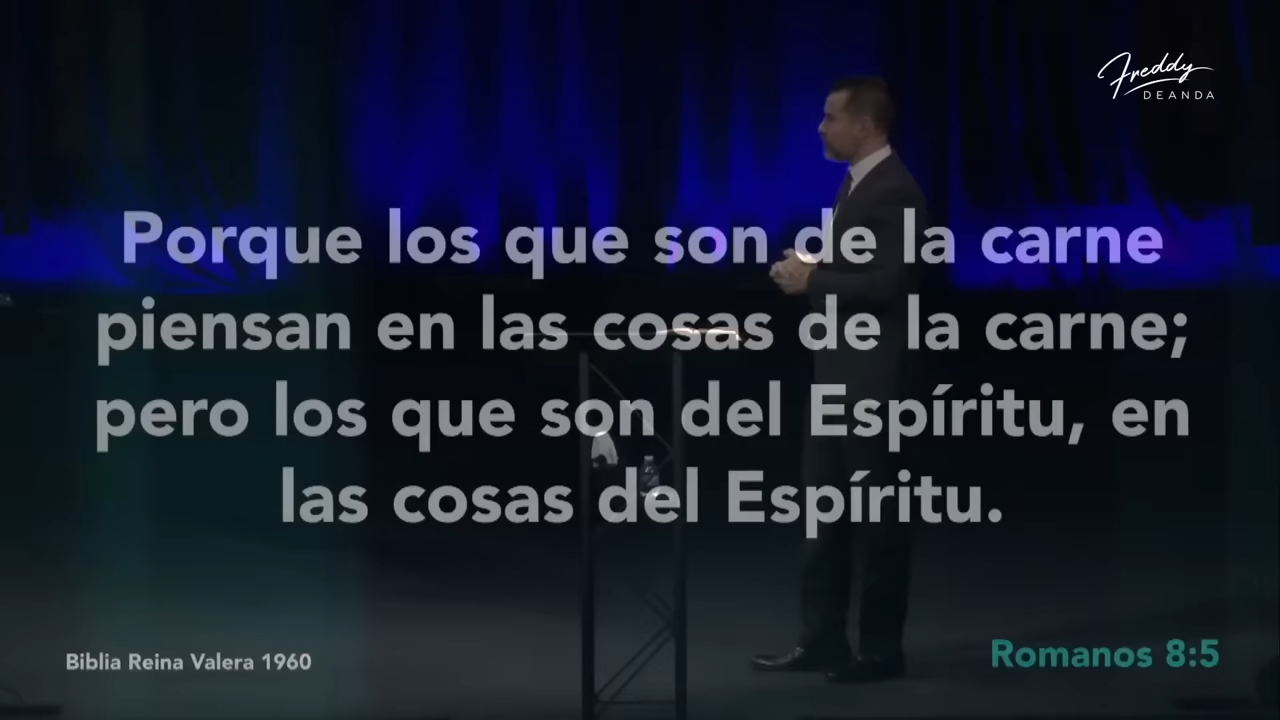 Freddy
DEANDA
Porque los que son de la carne
piensan en las cosas de la carne;
pero los que son del Espíritu, en
las cosas del Espíritu.
Biblia Reina Valera 1960
Romanos 8:5